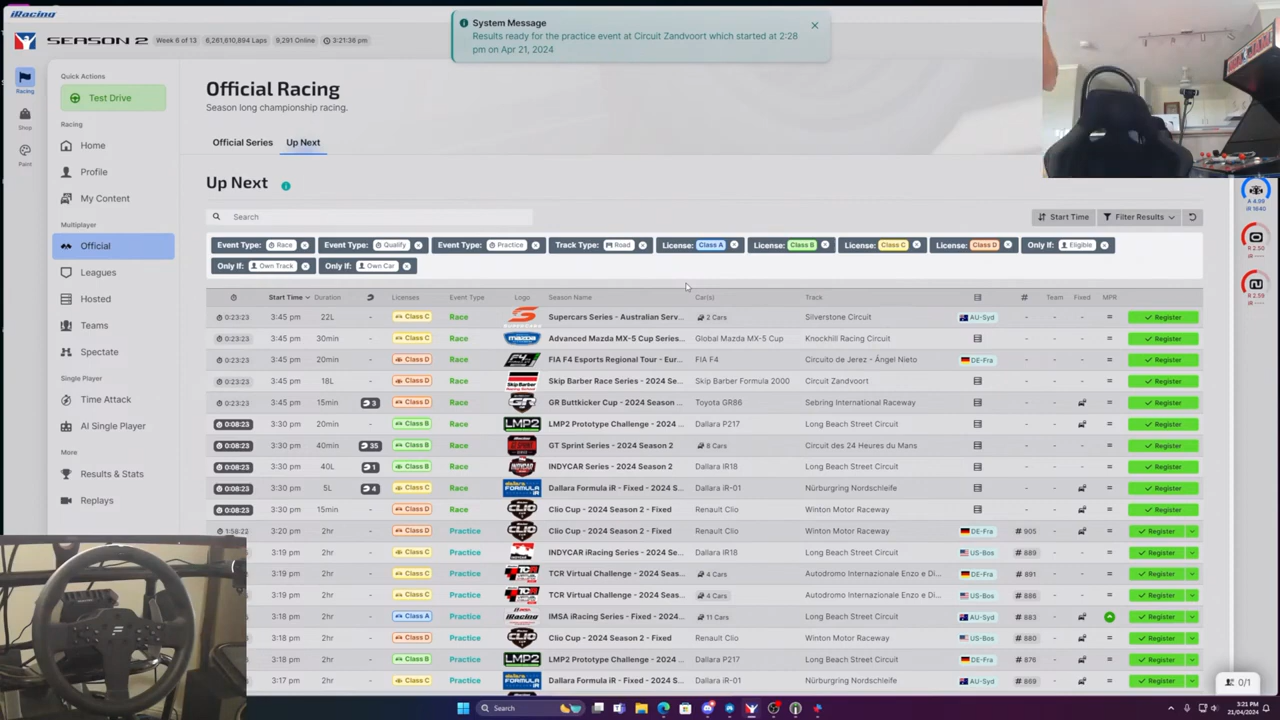 iRacing
SEASON 2 Week 6 of 13 6,261,610,894 Laps 9,291 Online 3:21:36 pm
System Message
Results ready for the practice event at Circuit Zandvoort which started at 2:28
pm on Apr 21, 2024
Racing
Shop
Paint
Quick Actions
Test Drive
Racing
Home
Profile
My Content
Multiplayer
Official
Leagues
Hosted
Teams
Spectate
Single Player
Time Attack
AI Single Player
More
Results & Stats
Replays
Official Racing
Season long championship racing.
Official Series Up Next
Up Next
Search Start Time Filter Results
Event Type: Race Event Type: Qualify Event Type: Practice Track Type: Road License: Class A License: Class B License: Class C License: Class D Only If: Eligible
Only If: Own Track Only If: Own Car
Start Time Duration Licenses Event Type Logo Season Name Car(s) Track # Team Fixed MPR
0:23:23 3:45 pm 22L - Class C Race Supercars Series - Australian Serv... 2 Cars Silverstone Circuit AU-Syd - - - = Register
0:23:23 3:45 pm 30min - Class C Race Advanced Mazda MX-5 Cup Series... Global Mazda MX-5 Cup Knockhill Racing Circuit - - - = Register
0:23:23 3:45 pm 20min - Class D Race FIA F4 Esports Regional Tour - Eur... FIA F4 Circuito de Jerez - Ángel Nieto DE-Fra - - = Register
0:23:23 3:45 pm 18L - Class D Race Skip Barber Race Series - 2024 Se... Skip Barber Formula 2000 Circuit Zandvoort - - - = Register
0:23:23 3:45 pm 15min 3 Class D Race GR Buttkicker Cup - 2024 Season ... Toyota GR86 Sebring International Raceway - - = Register
0:08:23 3:30 pm 20min - Class B Race LMP2 Prototype Challenge - 2024 ... Dallara P217 Long Beach Street Circuit - - = Register
0:08:23 3:30 pm 40min 35 Class B Race GT Sprint Series - 2024 Season 2 8 Cars Circuit des 24 Heures du Mans - - - = Register
0:08:23 3:30 pm 40L 1 Class B Race INDYCAR Series - 2024 Season 2 Dallara IR18 Long Beach Street Circuit - - - = Register
0:08:23 3:30 pm 5L 4 Class C Race Dallara Formula iR - Fixed - 2024 ... Dallara iR-01 Nürburgring Nordschleife - - = Register
0:08:23 3:30 pm 15min - Class D Race Clio Cup - 2024 Season 2 - Fixed Renault Clio Winton Motor Raceway - - = Register
1:58:22 3:20 pm 2hr - Class D Practice Clio Cup - 2024 Season 2 - Fixed Renault Clio Winton Motor Raceway DE-Fra # 905 - = Register
3:19 pm 2hr - Class C Practice INDYCAR iRacing Series - 2024 Se... Dallara IR18 Long Beach Street Circuit US-Bos # 889 - = Register
3:19 pm 2hr - Class C Practice TCR Virtual Challenge - 2024 Seas... 4 Cars Autodromo Internazionale Enzo e Di... DE-Fra # 891 - = Register
3:19 pm 2hr - Class C Practice TCR Virtual Challenge - 2024 Seas... 4 Cars Autodromo Internazionale Enzo e Di... US-Bos # 886 - = Register
3:18 pm 2hr - Class A Practice IMSA iRacing Series - Fixed - 2024... 11 Cars Long Beach Street Circuit AU-Syd # 883 - Register
3:18 pm 2hr - Class D Practice Clio Cup - 2024 Season 2 - Fixed Renault Clio Winton Motor Raceway US-Bos # 880 - = Register
3:18 pm 2hr - Class B Practice LMP2 Prototype Challenge - 2024 ... Dallara P217 Long Beach Street Circuit DE-Fra # 876 - = Register
3:17 pm 2hr - Class C Practice Dallara Formula iR - Fixed - 2024 ... Dallara iR-01 Nürburgring Nordschleife AU-Syd # 869 - = Register
A 4.99
iR 1640
R 2.50
R 2.59
0/1
Search
3:21 PM
21/04/2024